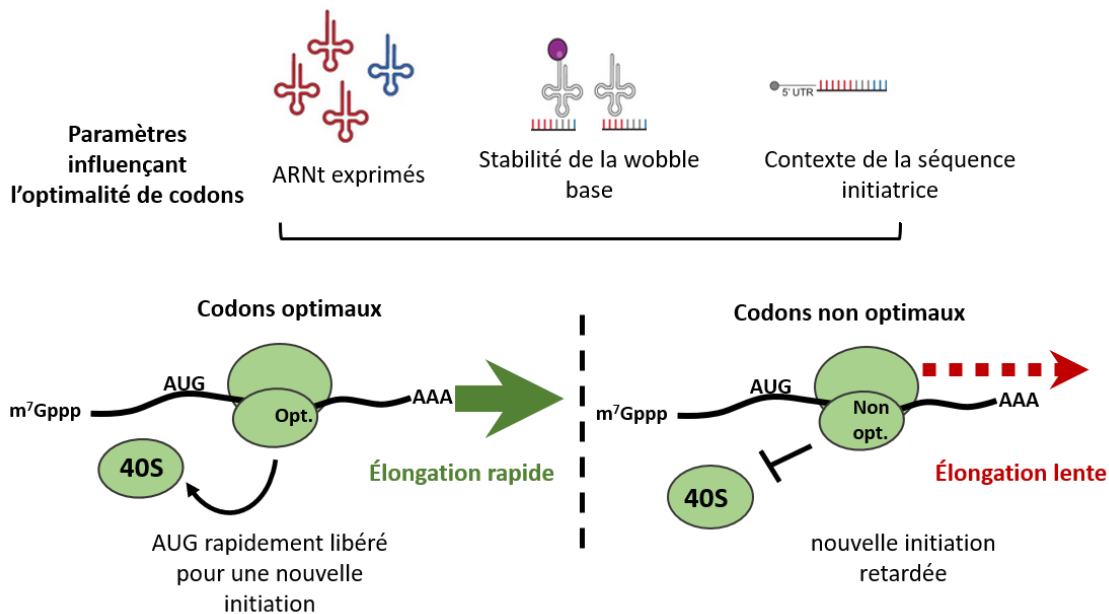 Paramètres
influençant
l'optimalité de codons
ARNt exprimés
Stabilité de la wobble
base
5' UTR
Contexte de la séquence
initiatrice
Codons optimaux
m⁷Gppp
AUG
Opt.
AAA
40S
Élongation rapide
AUG rapidement libéré
pour une nouvelle
initiation
Codons non optimaux
m⁷Gppp
AUG
Non
opt.
AAA
40S
Élongation lente
nouvelle initiation
retardée